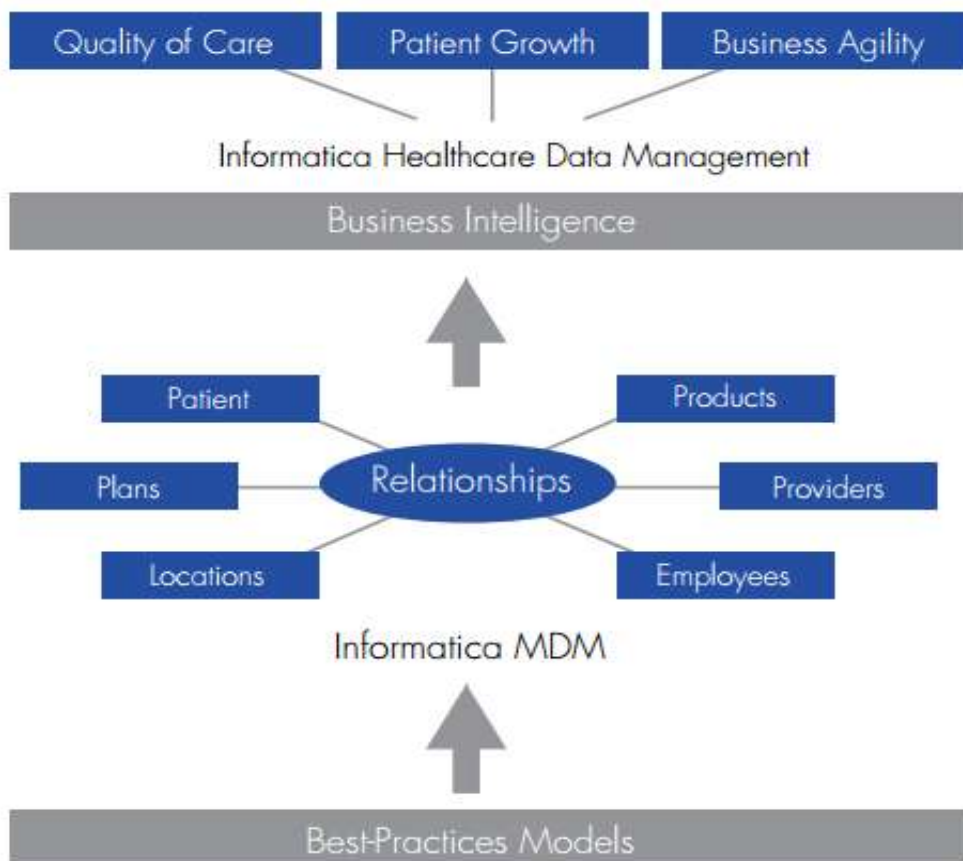 Quality of Care
Patient Growth
Business Agility
Informatica Healthcare Data Management
Business Intelligence
Patient
Products
Plans
Relationships
Providers
Locations
Employees
Informatica MDM
Best-Practices Models